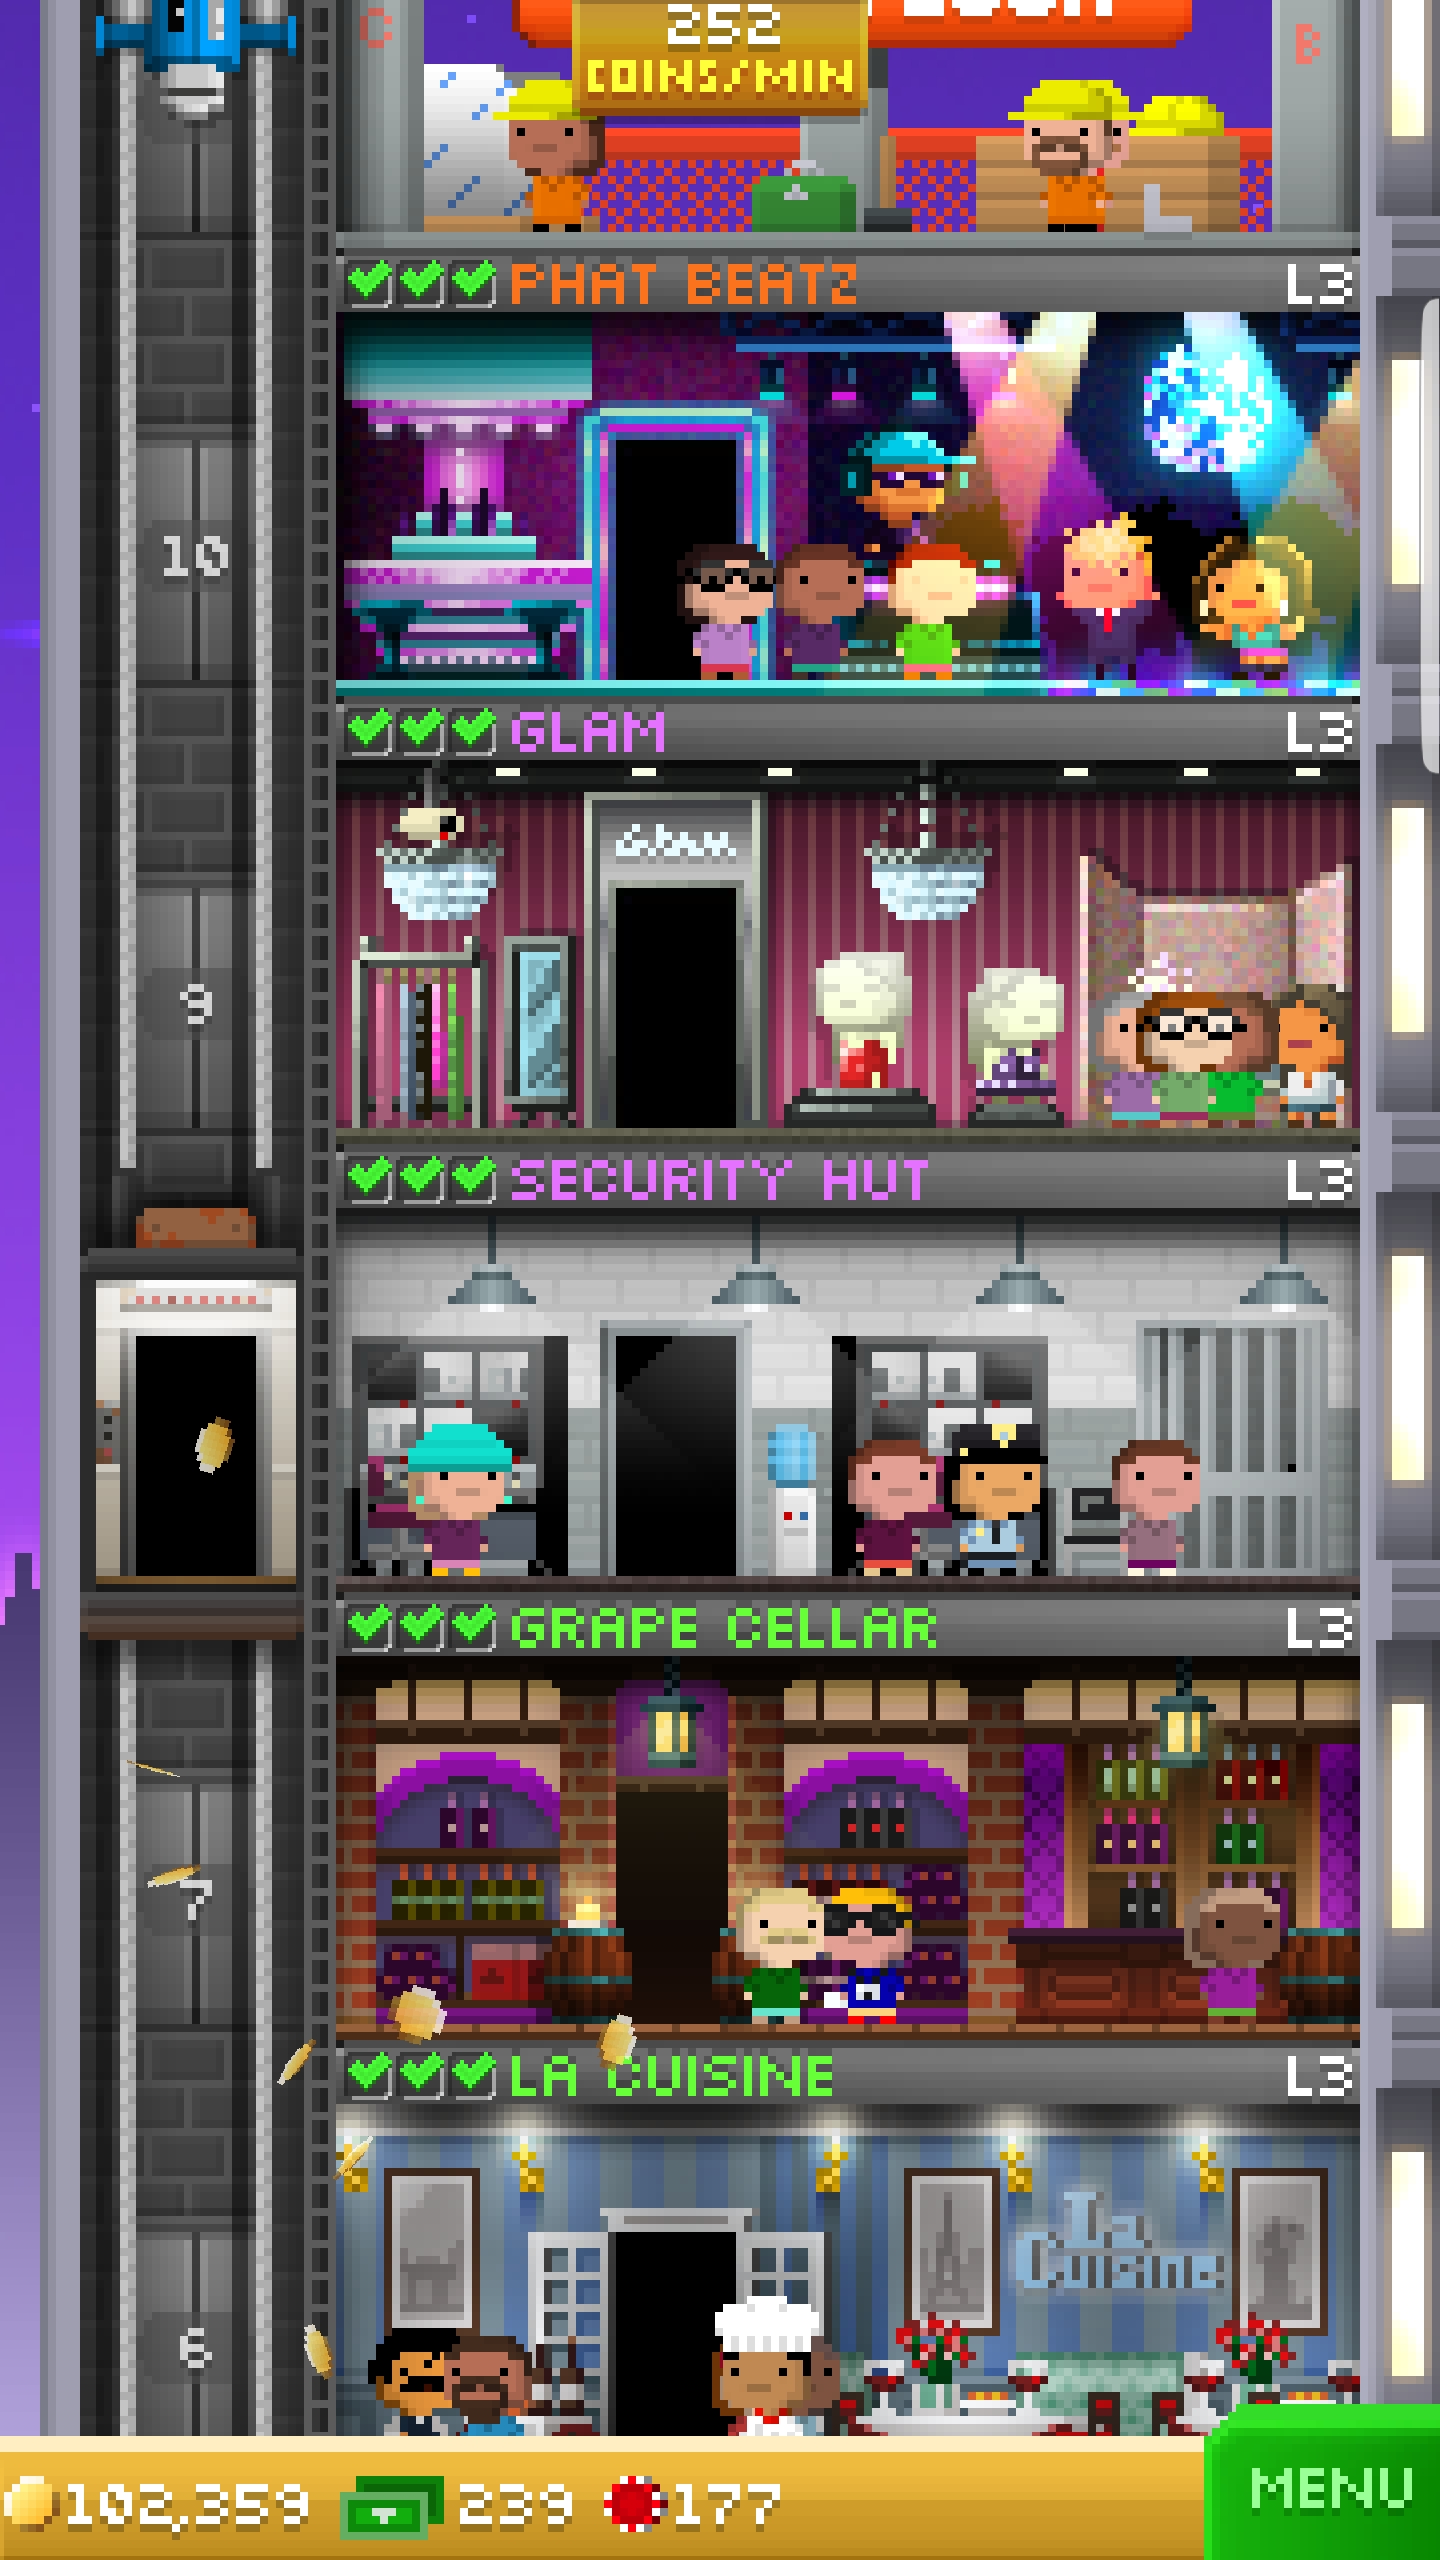 C
B
252
COINS/MIN
PHAT BEATZ L3
10
GLAM L3
Glam
9
SECURITY HUT L3
GRAPE CELLAR L3
7
LA CUISINE L3
La
Cuisine
6
102,359 239 177
MENU